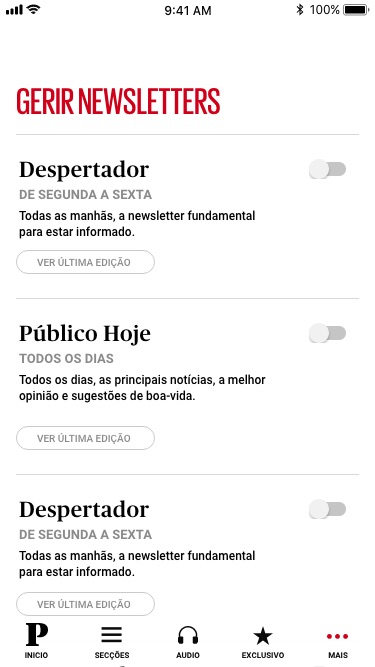 9:41 AM
100%
GERIR NEWSLETTERS
Despertador
DE SEGUNDA A SEXTA
Todas as manhãs, a newsletter fundamental
para estar informado.
VER ÚLTIMA EDIÇÃO
Público Hoje
TODOS OS DIAS
Todos os dias, as principais notícias, a melhor
opinião e sugestões de boa-vida.
VER ÚLTIMA EDIÇÃO
Despertador
DE SEGUNDA A SEXTA
Todas as manhãs, a newsletter fundamental
para estar informado.
VER ÚLTIMA EDIÇÃO
P
INICIO
SECÇÕES
AUDIO
EXCLUSIVO
MAIS